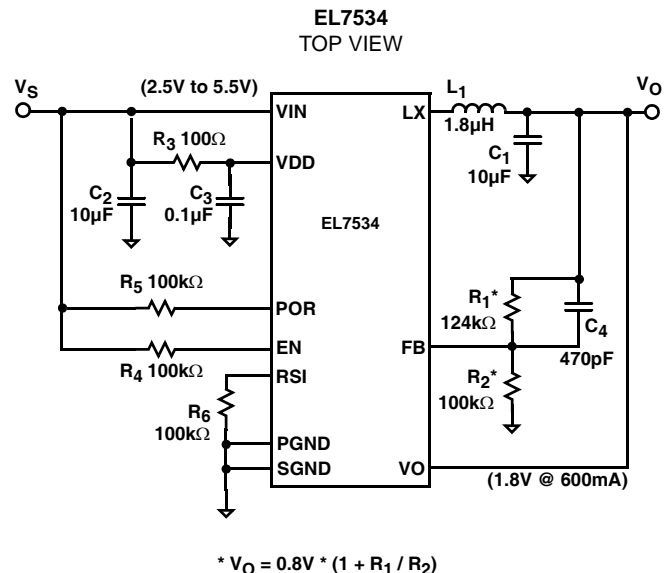 EL7534
TOP VIEW
VS
(2.5V to 5.5V)
VIN
LX
L1
1.8µH
VO
R3 100Ω
VDD
C1
10µF
C2
10µF
C3
0.1µF
EL7534
R5 100kΩ
POR
R1*
124kΩ
C4
470pF
EN
FB
R4 100kΩ
RSI
R2*
100kΩ
R6
100kΩ
PGND
SGND
VO
(1.8V @ 600mA)
* VO = 0.8V * (1 + R1 / R2)